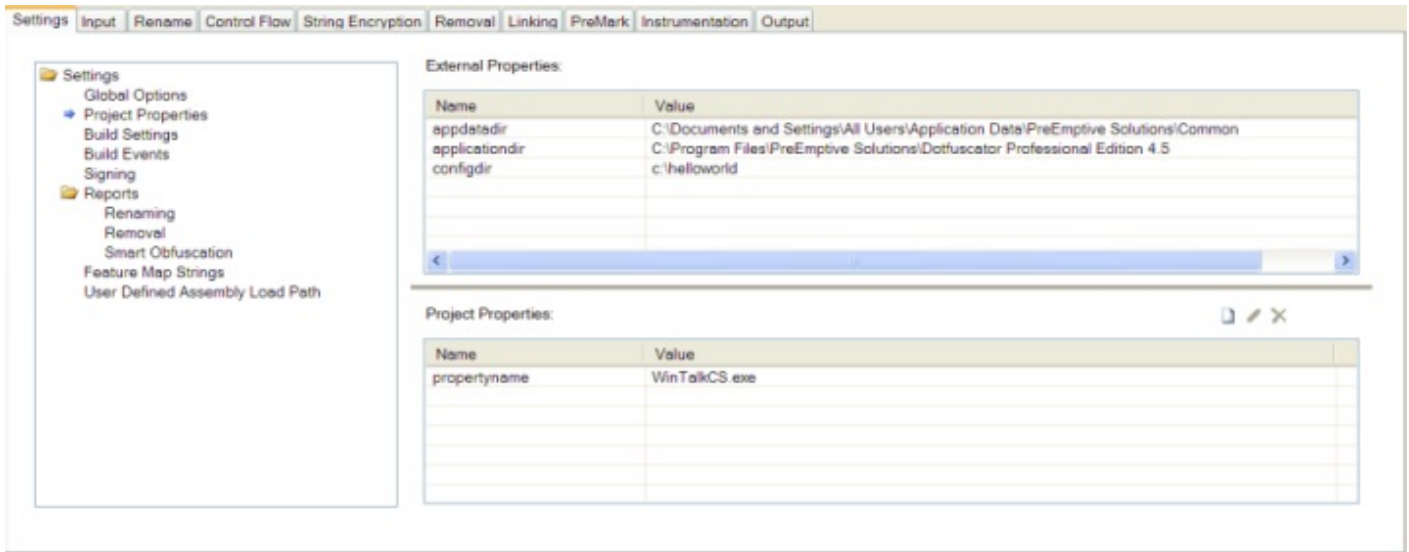 Settings Input Rename Control Flow String Encryption Removal Linking PreMark Instrumentation Output
Settings
Global Options
Project Properties
Build Settings
Build Events
Signing
Reports
Renaming
Removal
Smart Obfuscation
Feature Map Strings
User Defined Assembly Load Path
External Properties:
Name Value
appdatadir C:\Documents and Settings\All Users\Application Data\PreEmptive Solutions\Common
applicationdir C:\Program Files\PreEmptive Solutions\Dotfuscator Professional Edition 4.5
configdir c:\helloworld
Project Properties:
Name Value
propertyname WinTalkCS.exe